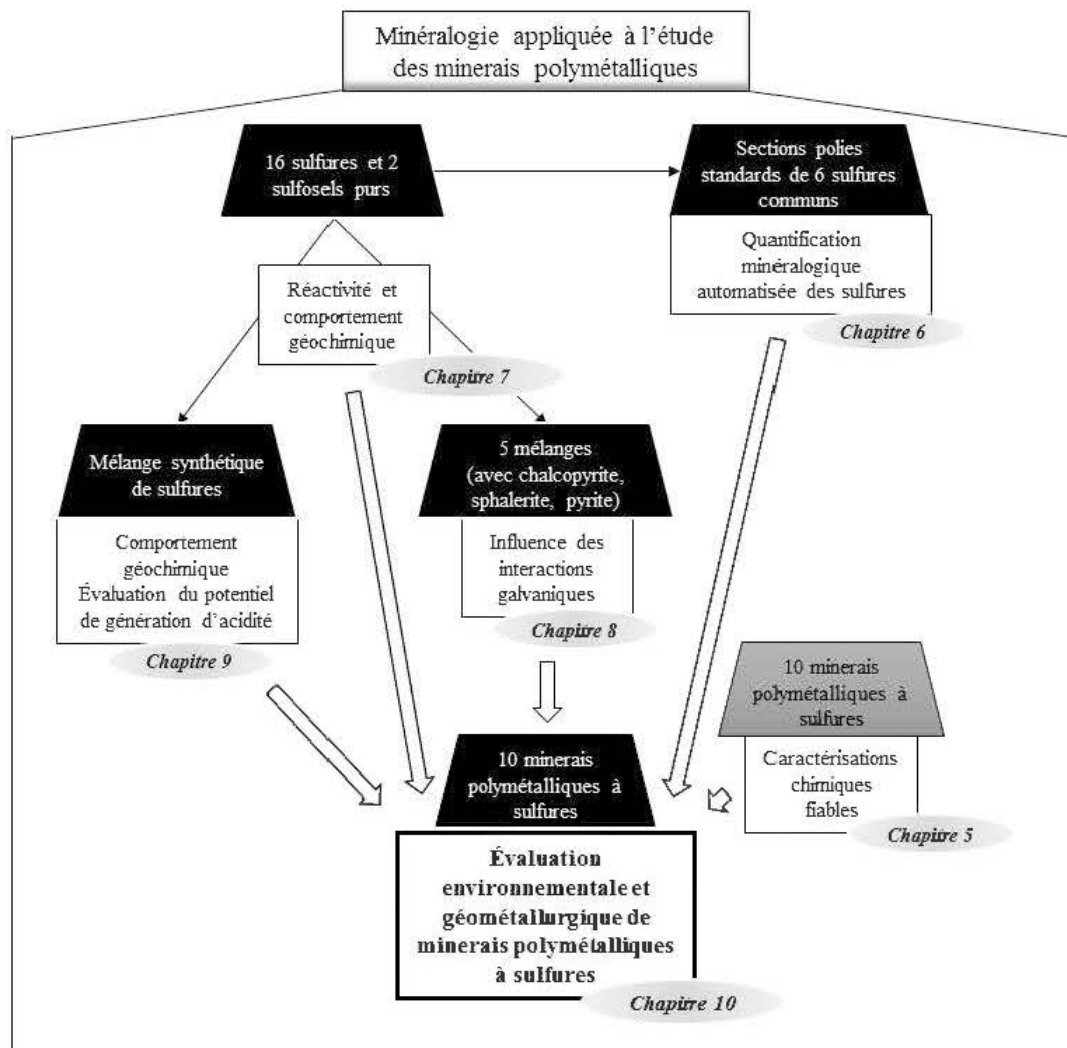 Minéralogie appliquée à l'étude
des minerais polymétalliques
16 sulfures et 2
sulfosels purs
Sections polies
standards de 6 sulfures
communs
Quantification
minéralogique
automatisée des sulfures
Chapitre 6
Réactivité et
comportement
géochimique
Chapitre 7
Mélange synthétique
de sulfures
Comportement
géochimique
Évaluation du potentiel
de génération d'acidité
Chapitre 9
5 mélanges
(avec chalcopyrite,
sphalerite, pyrite)
Influence des
interactions
galvaniques
Chapitre 8
10 minerais
polymétalliques à
sulfures
Caractérisations
chimiques
fiables
Chapitre 5
10 minerais
polymétalliques à
sulfures
Évaluation
environnementale et
géométallurgique de
minerais polymétalliques
à sulfures
Chapitre 10